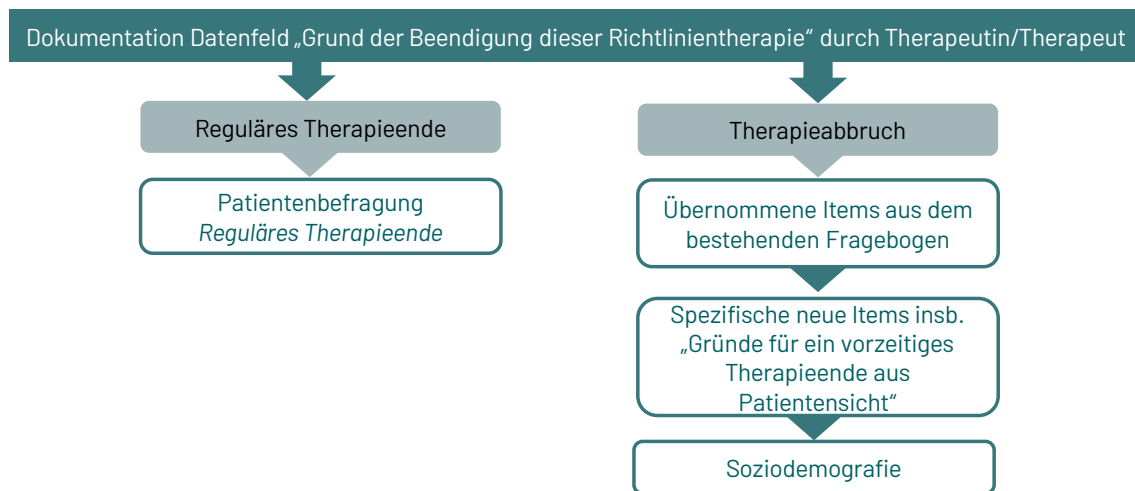 Dokumentation Datenfeld „Grund der Beendigung dieser Richtlinientherapie“ durch Therapeutin/Therapeut
Reguläres Therapieende
Patientenbefragung
Reguläres Therapieende
Therapieabbruch
Übernommene Items aus dem
bestehenden Fragebogen
Spezifische neue Items insb.
„Gründe für ein vorzeitiges
Therapieende aus
Patientensicht“
Soziodemografie